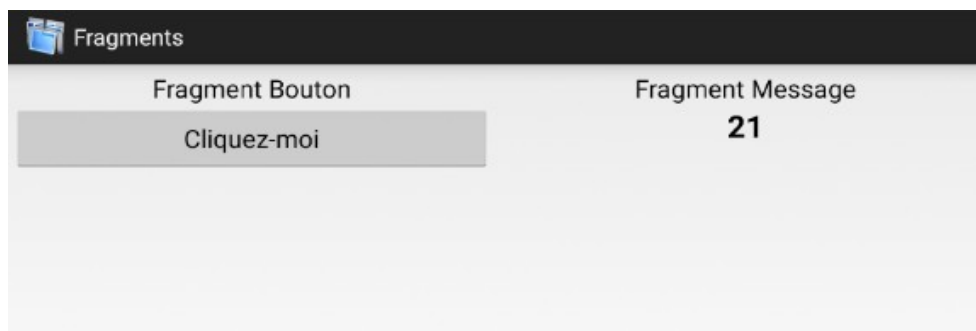 Fragments
Fragment Bouton
Cliquez-moi
Fragment Message
21